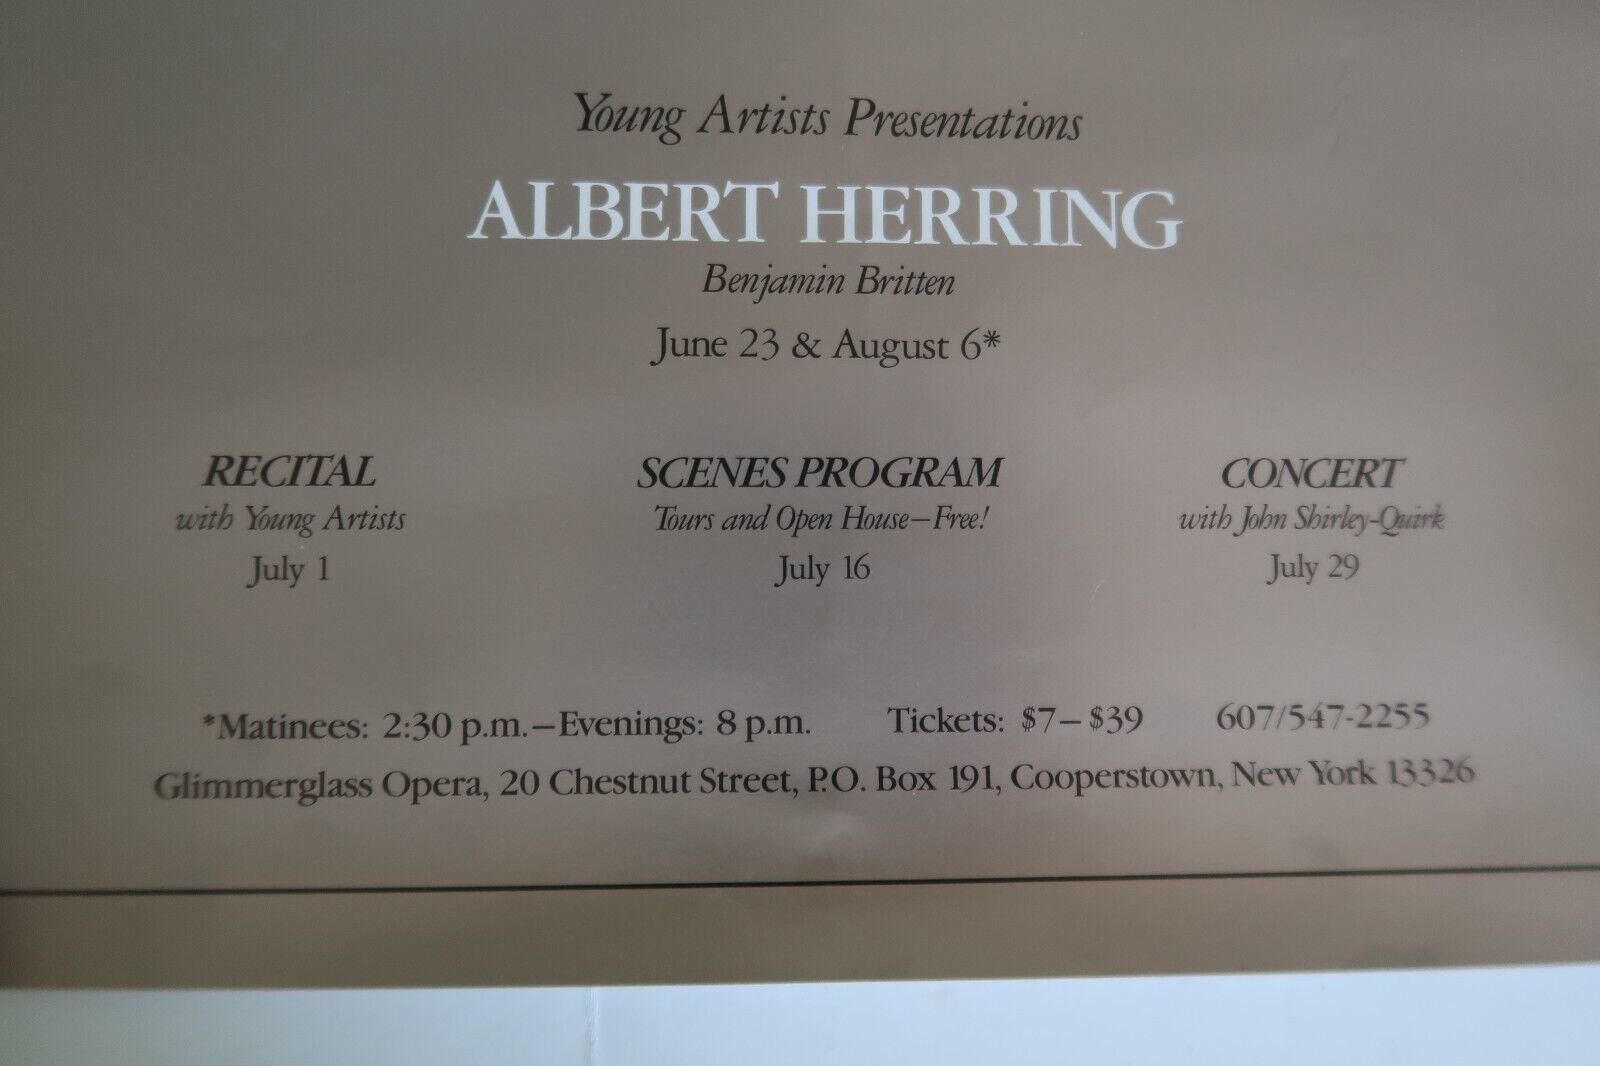 Young Artists Presentations
ALBERT HERRING
Benjamin Britten
June 23 & August 6*
RECITAL
with Young Artists
July 1
SCENES PROGRAM
Tours and Open House—Free!
July 16
CONCERT
with John Shirley-Quirk
July 29
*Matinees: 2:30 p.m.—Evenings: 8 p.m. Tickets: $7—$39 607/547-2255
Glimmerglass Opera, 20 Chestnut Street, P.O. Box 191, Cooperstown, New York 13326